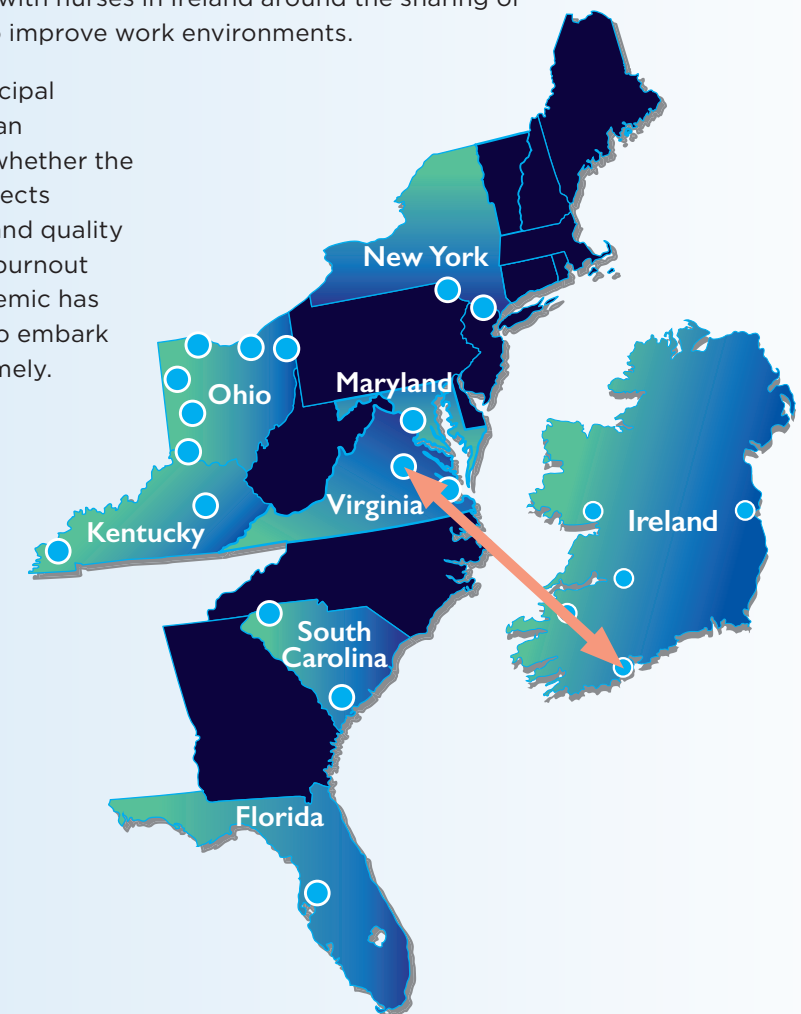 with nurses in Ireland around the sharing of
improve work environments.
cipal
an
whether the
ects
and quality
burnout
emic has
o embark
mely.
New York
Ohio
Maryland
Virginia
Kentucky
Ireland
South
Carolina
Florida